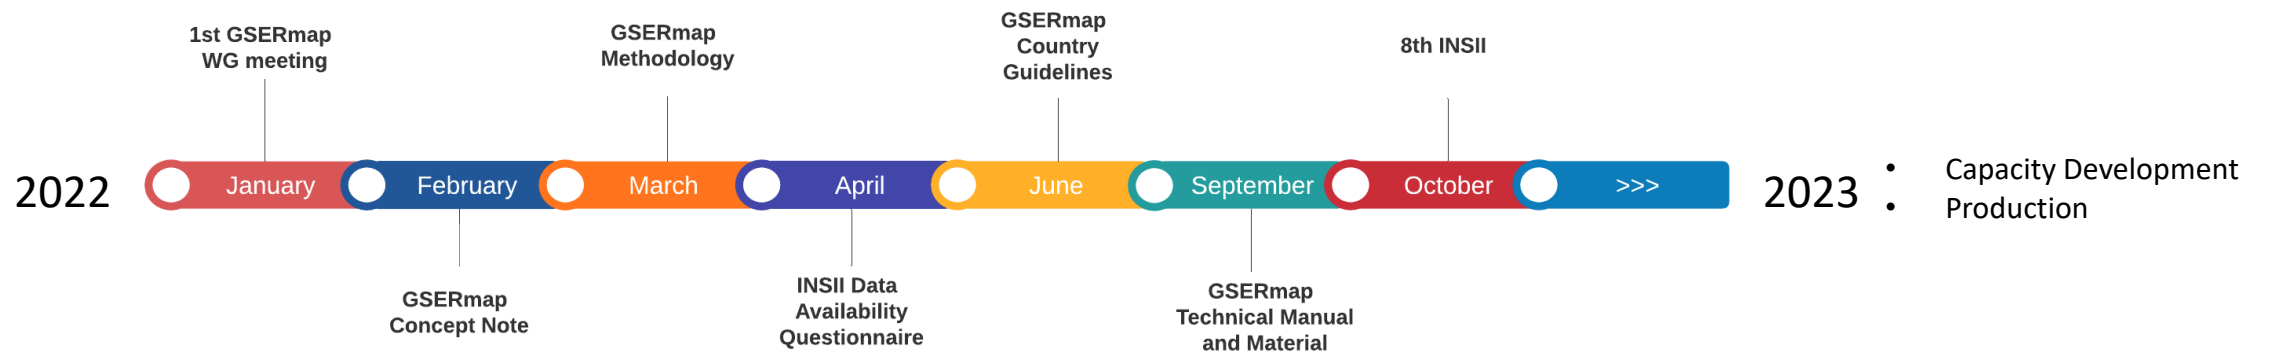 1st GSERmap
WG meeting
GSERmap
Methodology
GSERmap
Country
Guidelines
8th INSII
2022
January
February
March
April
June
September
October
>>>
2023
• Capacity Development
• Production
GSERmap
Concept Note
INSII Data
Availability
Questionnaire
GSERmap
Technical Manual
and Material